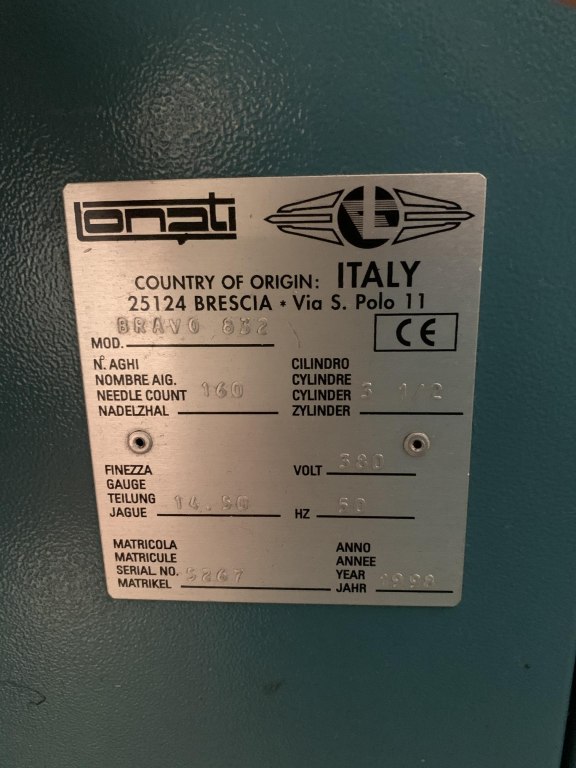 Lonati
L
COUNTRY OF ORIGIN: ITALY
25124 BRESCIA • Via S. Polo 11
MOD. BRAVO 832
CE
N.º AGHI
NOMBRE AIG.
NEEDLE COUNT 160
NADELZHAL
CILINDRO
CYLINDRE
CYLINDER 3 1/2
ZYLINDER
FINEZZA
GAUGE
TEILUNG 14.50
JAGUE
VOLT 380
HZ 50
MATRICOLA
MATRICULE
SERIAL NO. 5267
MATRIKEL
ANNO
ANNEE
YEAR 1998
JAHR